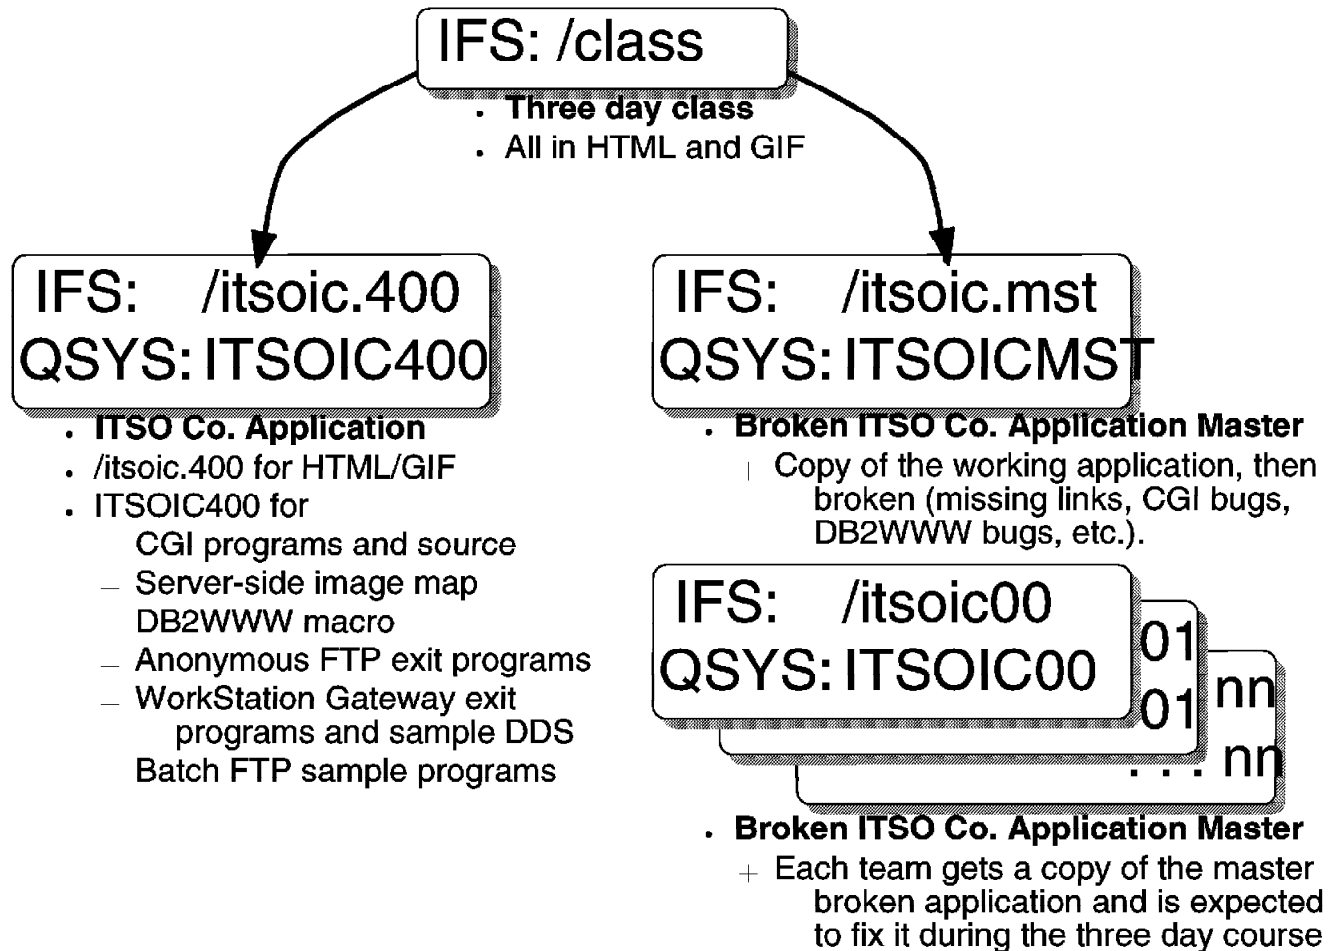 IFS: /class
. Three day class
. All in HTML and GIF
IFS: /itsoic.400
QSYS: ITSOIC400
. ITSO Co. Application
. /itsoic.400 for HTML/GIF
. ITSOIC400 for
CGI programs and source
– Server-side image map
DB2WWW macro
– Anonymous FTP exit programs
– WorkStation Gateway exit
programs and sample DDS
Batch FTP sample programs
IFS: /itsoic.mst
QSYS: ITSOICMST
. Broken ITSO Co. Application Master
| Copy of the working application, then
broken (missing links, CGI bugs,
DB2WWW bugs, etc.).
IFS: /itsoic00
QSYS: ITSOIC00
01
01
nn
. . . nn
. Broken ITSO Co. Application Master
+ Each team gets a copy of the master
broken application and is expected
to fix it during the three day course